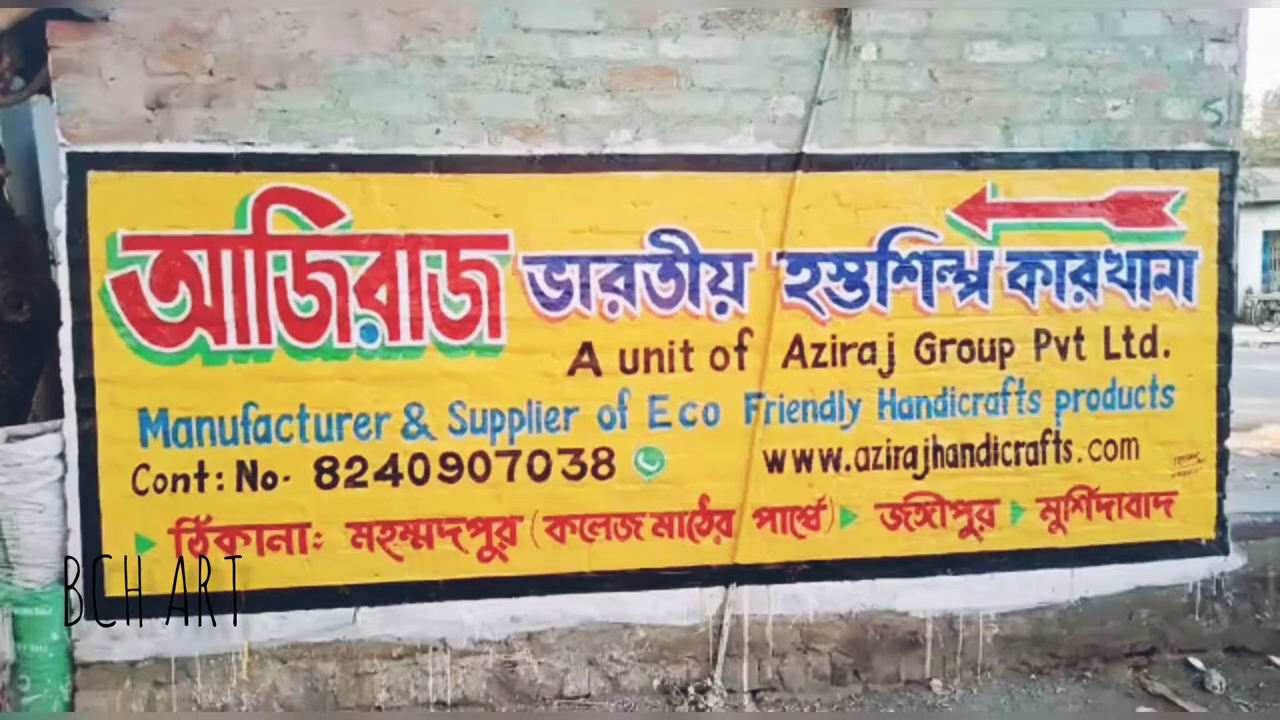 আজিরাজ ভারতীয় হস্তশিল্প কারখানা
A unit of Aziraj Group Pvt Ltd.
Manufacturer & Supplier of Eco Friendly Handicrafts products
Cont: No. 8240907038 www.azirajhandicrafts.com
ঠিকানা: মহম্মদপুর (কলেজ মাঠের পার্শ্বে) জঙ্গীপুর মুর্শিদাবাদ
BCH ART